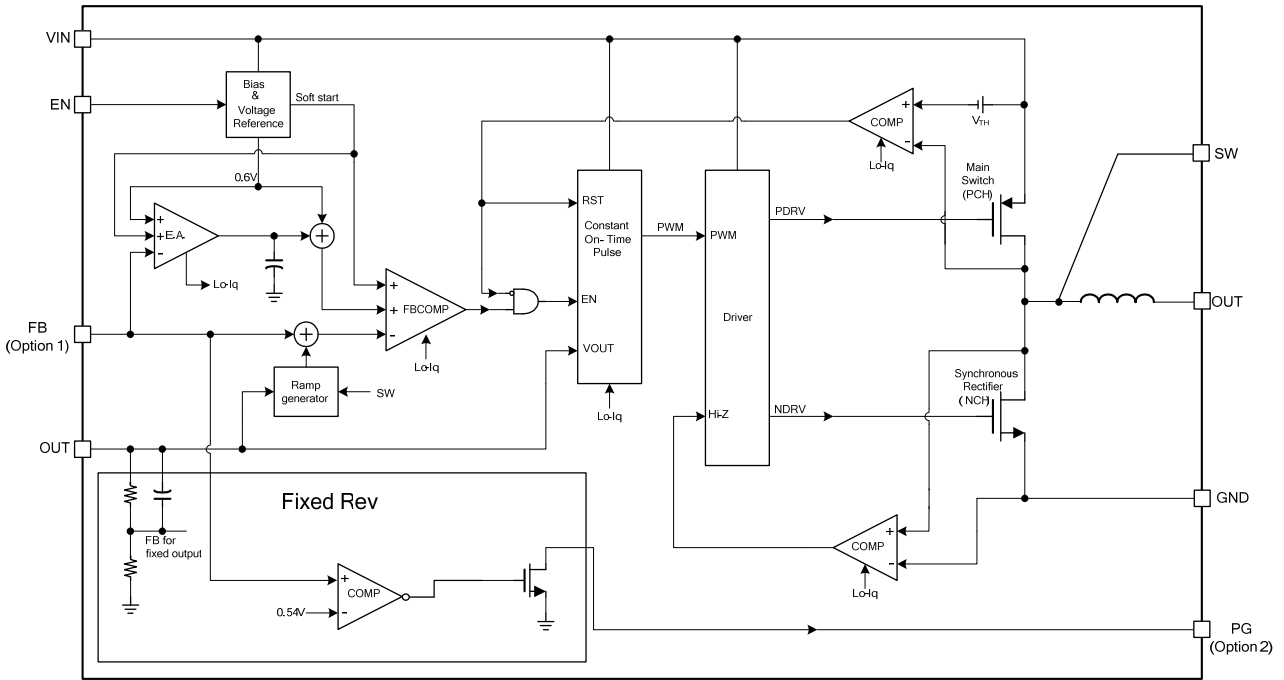 VIN
EN
Bias
&
Voltage
Reference
Soft start
0.6V
+
+
-
E.A.
Lo-Iq
+
FB
(Option 1)
+
Ramp
generator
SW
OUT
+
+
-
FBCOMP
Lo-Iq
RST
Constant
On- Time
Pulse
EN
VOUT
Lo-Iq
PWM
PWM
Driver
Hi-Z
PDRV
NDRV
+
-
COMP
Lo-Iq
VTH
Main
Switch
(PCH)
SW
OUT
Synchronous
Rectifier
( NCH)
GND
+
-
COMP
Lo-Iq
Fixed Rev
FB for
fixed output
+
-
COMP
0.54V
PG
(Option 2)